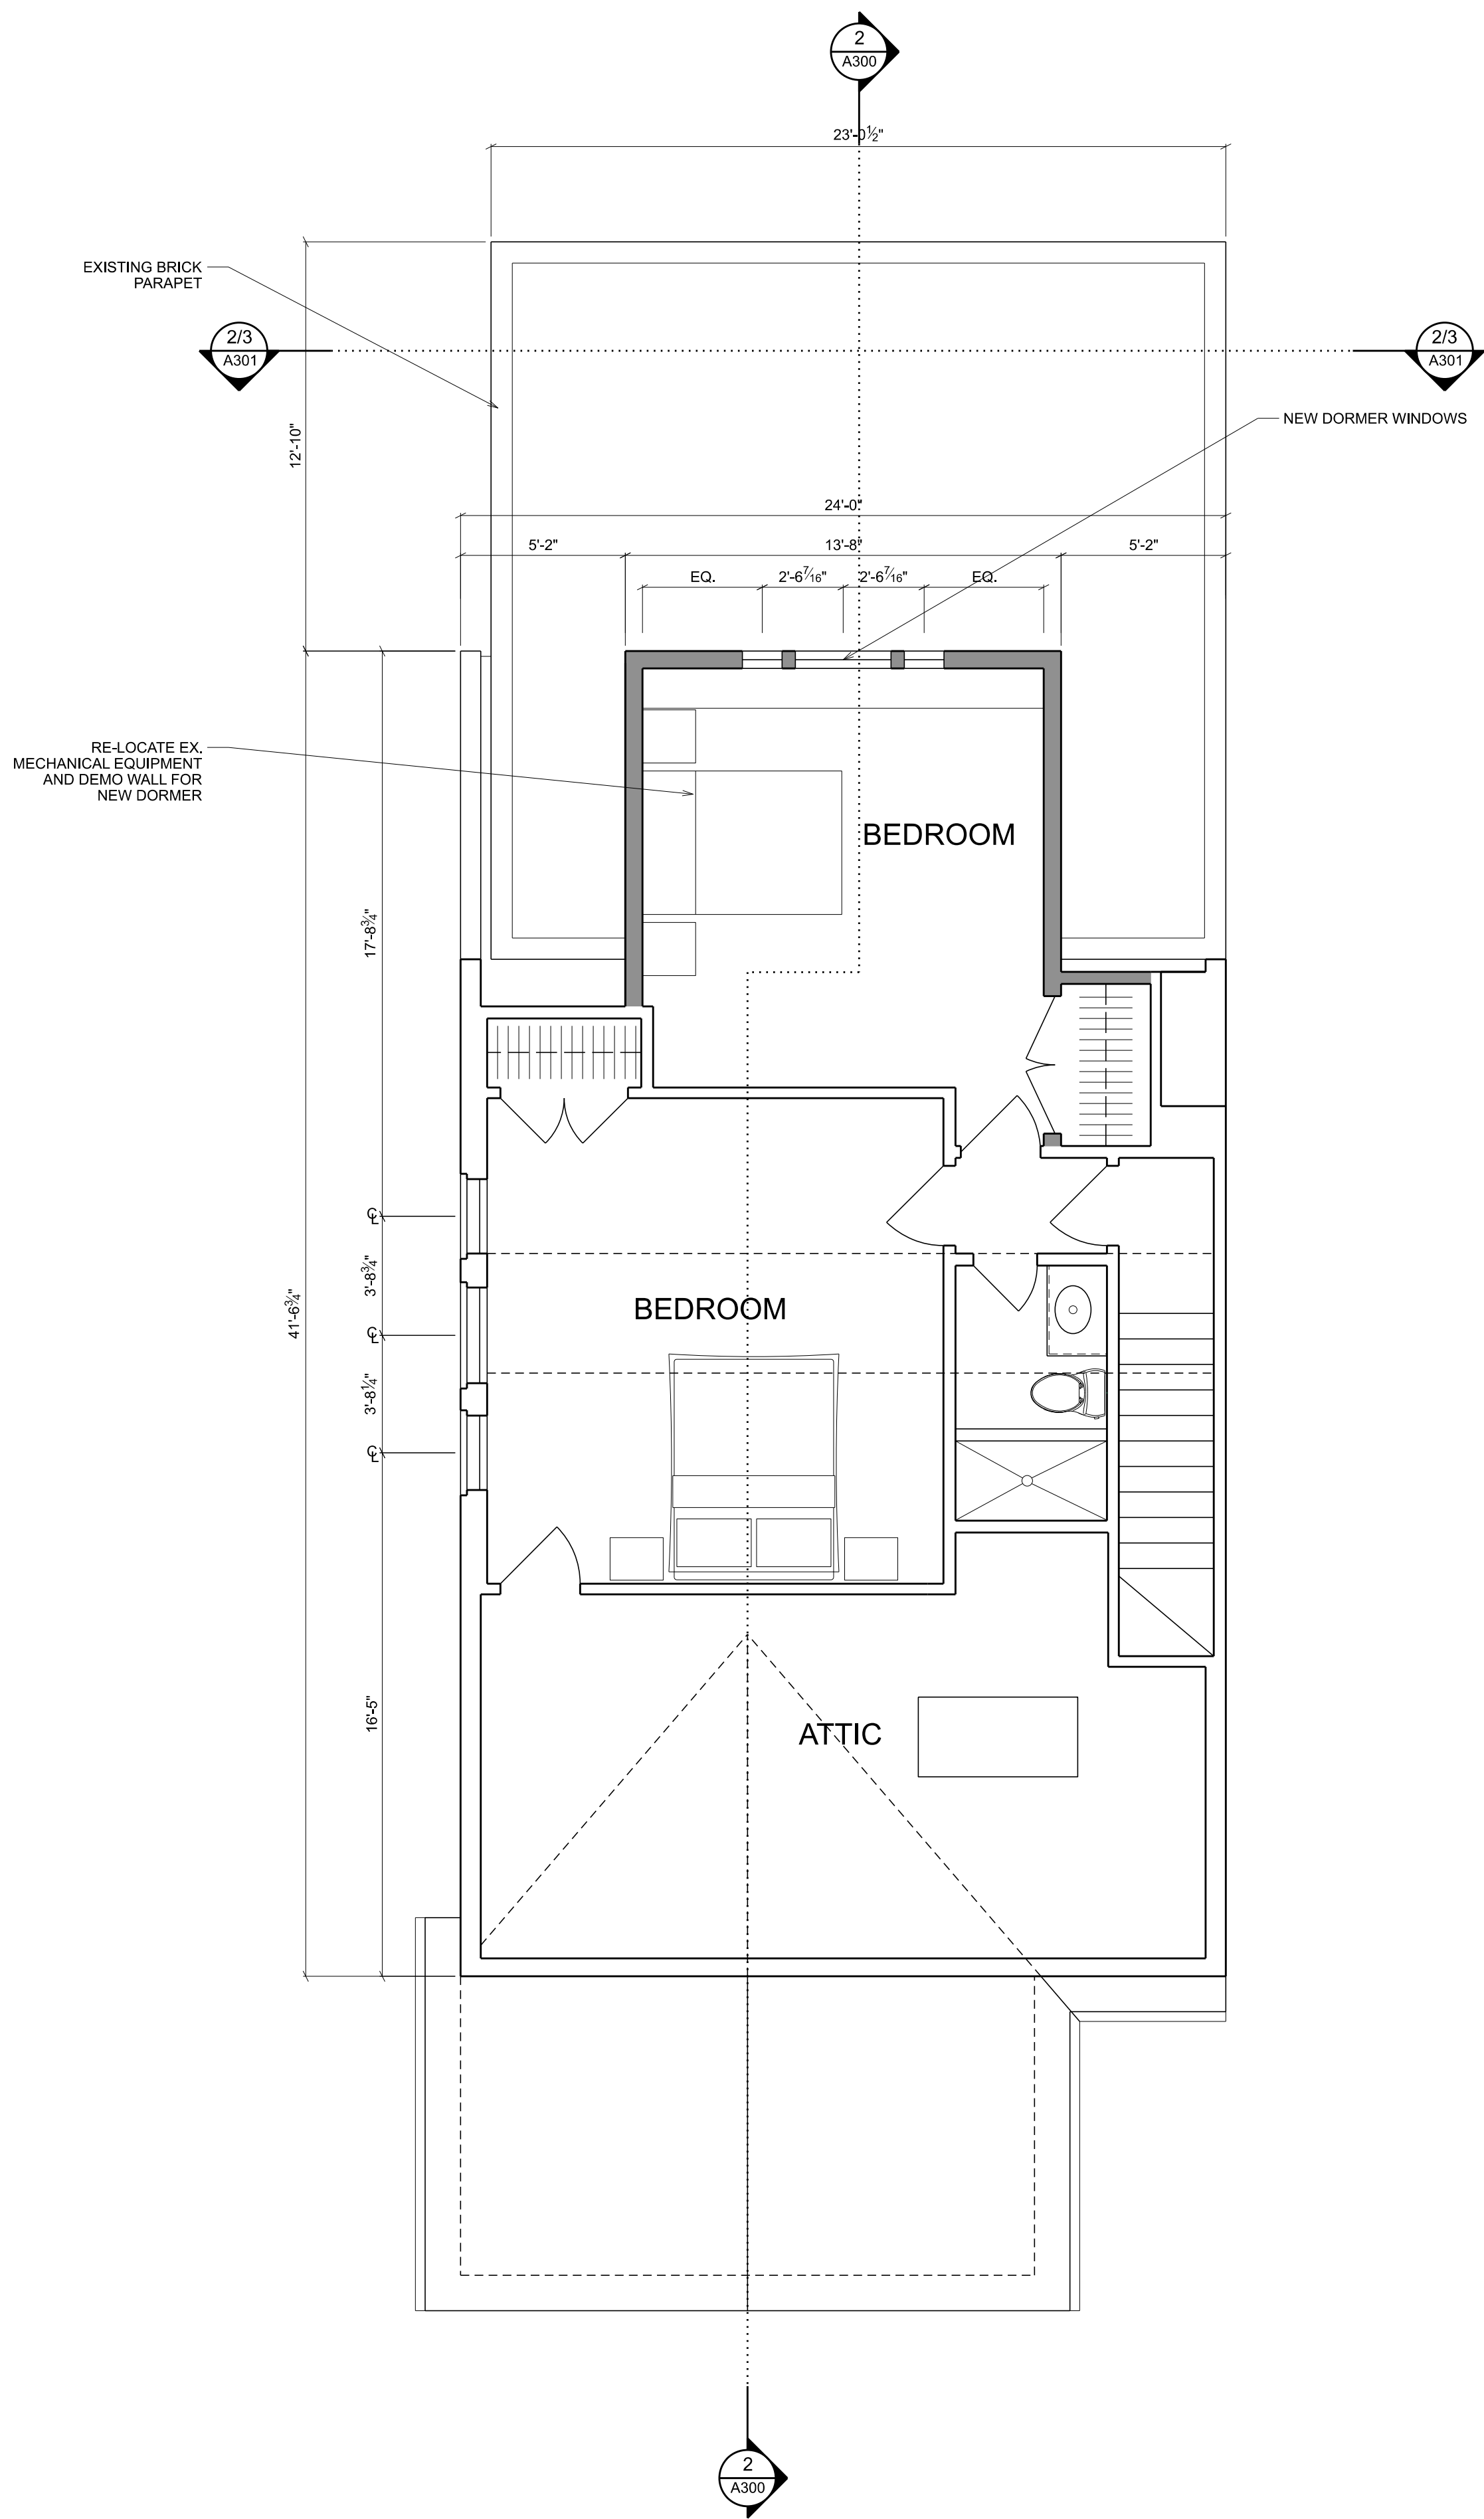 2
A300
23'-0½"
EXISTING BRICK
PARAPET
2/3
A301
2/3
A301
NEW DORMER WINDOWS
12'-10"
24'-0"
5'-2"
13'-8"
5'-2"
EQ.
2'-6⁷⁄₁₆"
2'-6⁷⁄₁₆"
EQ.
RE-LOCATE EX.
MECHANICAL EQUIPMENT
AND DEMO WALL FOR
NEW DORMER
BEDROOM
17'-8¾"
℄
3'-8¾"
41'-6¾"
BEDROOM
℄
3'-8¼"
℄
16'-5"
ATTIC
2
A300